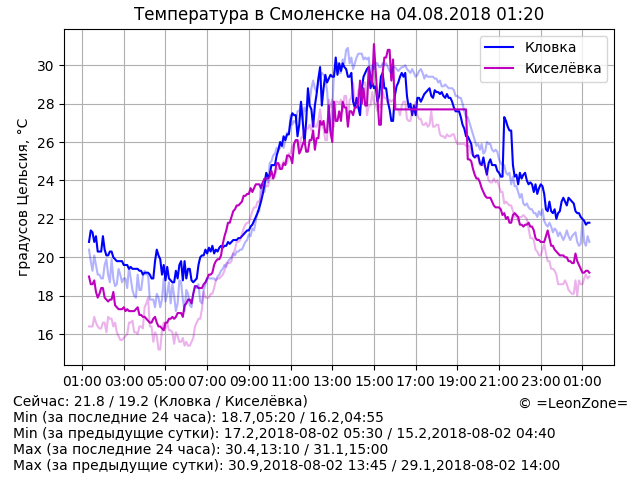 Температура в Смоленске на 04.08.2018 01:20
градусов Цельсия, °C
30
28
26
24
22
20
18
16
Кловка
Киселёвка
01:00 03:00 05:00 07:00 09:00 11:00 13:00 15:00 17:00 19:00 21:00 23:00 01:00
Сейчас: 21.8 / 19.2 (Кловка / Киселёвка)
© =LeonZone=
Min (за последние 24 часа): 18.7,05:20 / 16.2,04:55
Min (за предыдущие сутки): 17.2,2018-08-02 05:30 / 15.2,2018-08-02 04:40
Max (за последние 24 часа): 30.4,13:10 / 31.1,15:00
Max (за предыдущие сутки): 30.9,2018-08-02 13:45 / 29.1,2018-08-02 14:00